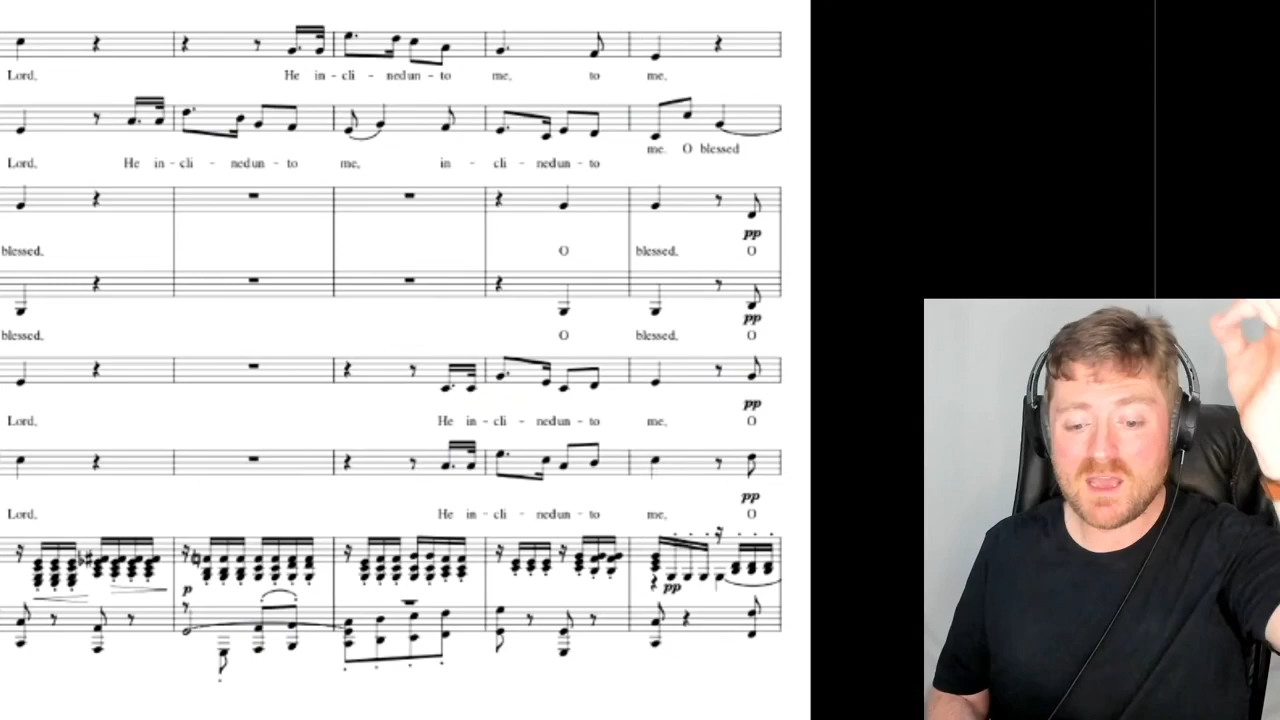 Lord, He in - cli - ned un - to me, to me,
me. O blessed
Lord, He in - cli - ned un - to me, in - cli - ned un - to
pp
blessed. O blessed. O
pp
blessed. O blessed. O
pp
Lord, He in - cli - ned un - to me, O
pp
Lord, He in - cli - ned un - to me, O
p pp